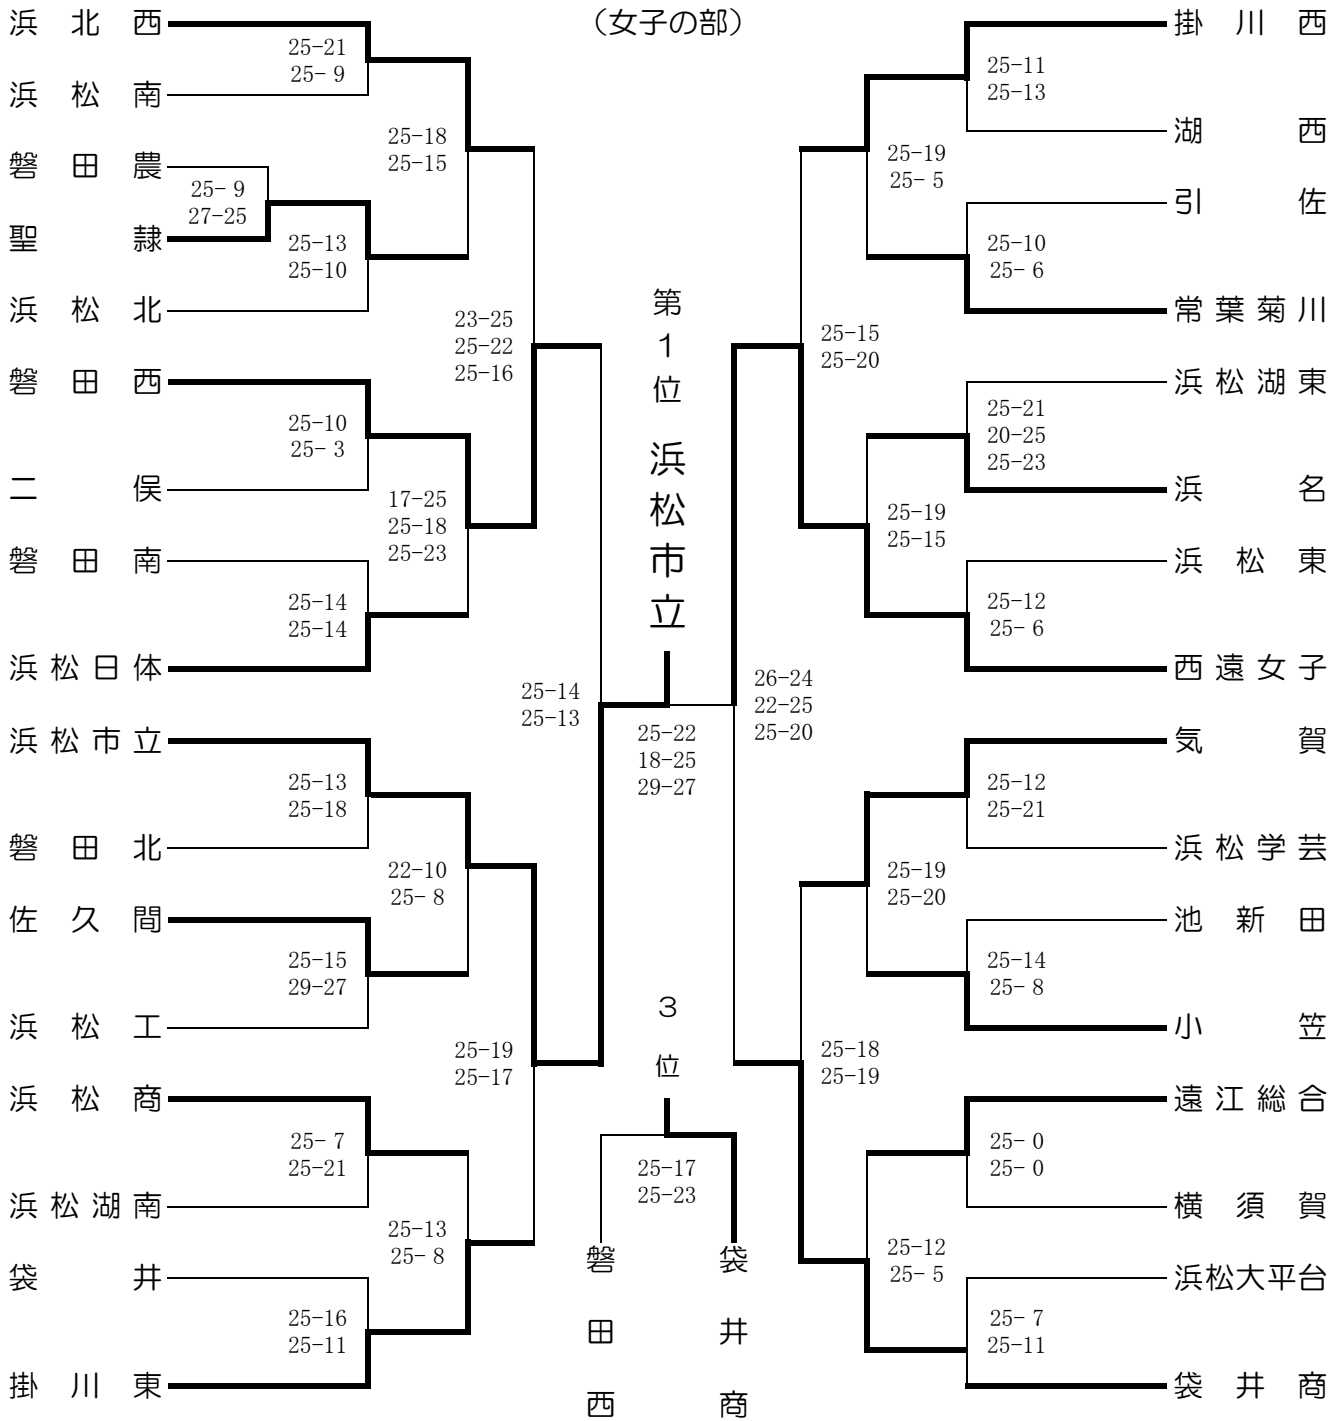 （女子の部）
浜北西
25-21
25- 9
浜松南
25-18
25-15
磐田農
25- 9
27-25
聖隷
25-13
25-10
浜松北
23-25
25-22
25-16
磐田西
25-10
25- 3
二俣
17-25
25-18
25-23
磐田南
25-14
25-14
浜松日体
25-14
25-13
浜松市立
25-13
25-18
磐田北
22-10
25- 8
佐久間
25-15
29-27
浜松工
25-19
25-17
浜松商
25- 7
25-21
浜松湖南
25-13
25- 8
袋井
25-16
25-11
掛川東
第1位 浜松市立
25-22
18-25
29-27
3位
25-17
25-23
磐田西
袋井商
掛川西
25-11
25-13
湖西
25-19
25- 5
引佐
25-10
25- 6
常葉菊川
25-15
25-20
浜松湖東
25-21
20-25
25-23
浜名
25-19
25-15
浜松東
25-12
25- 6
西遠女子
26-24
22-25
25-20
気賀
25-12
25-21
浜松学芸
25-19
25-20
池新田
25-14
25- 8
小笠
25-18
25-19
遠江総合
25- 0
25- 0
横須賀
25-12
25- 5
浜松大平台
25- 7
25-11
袋井商